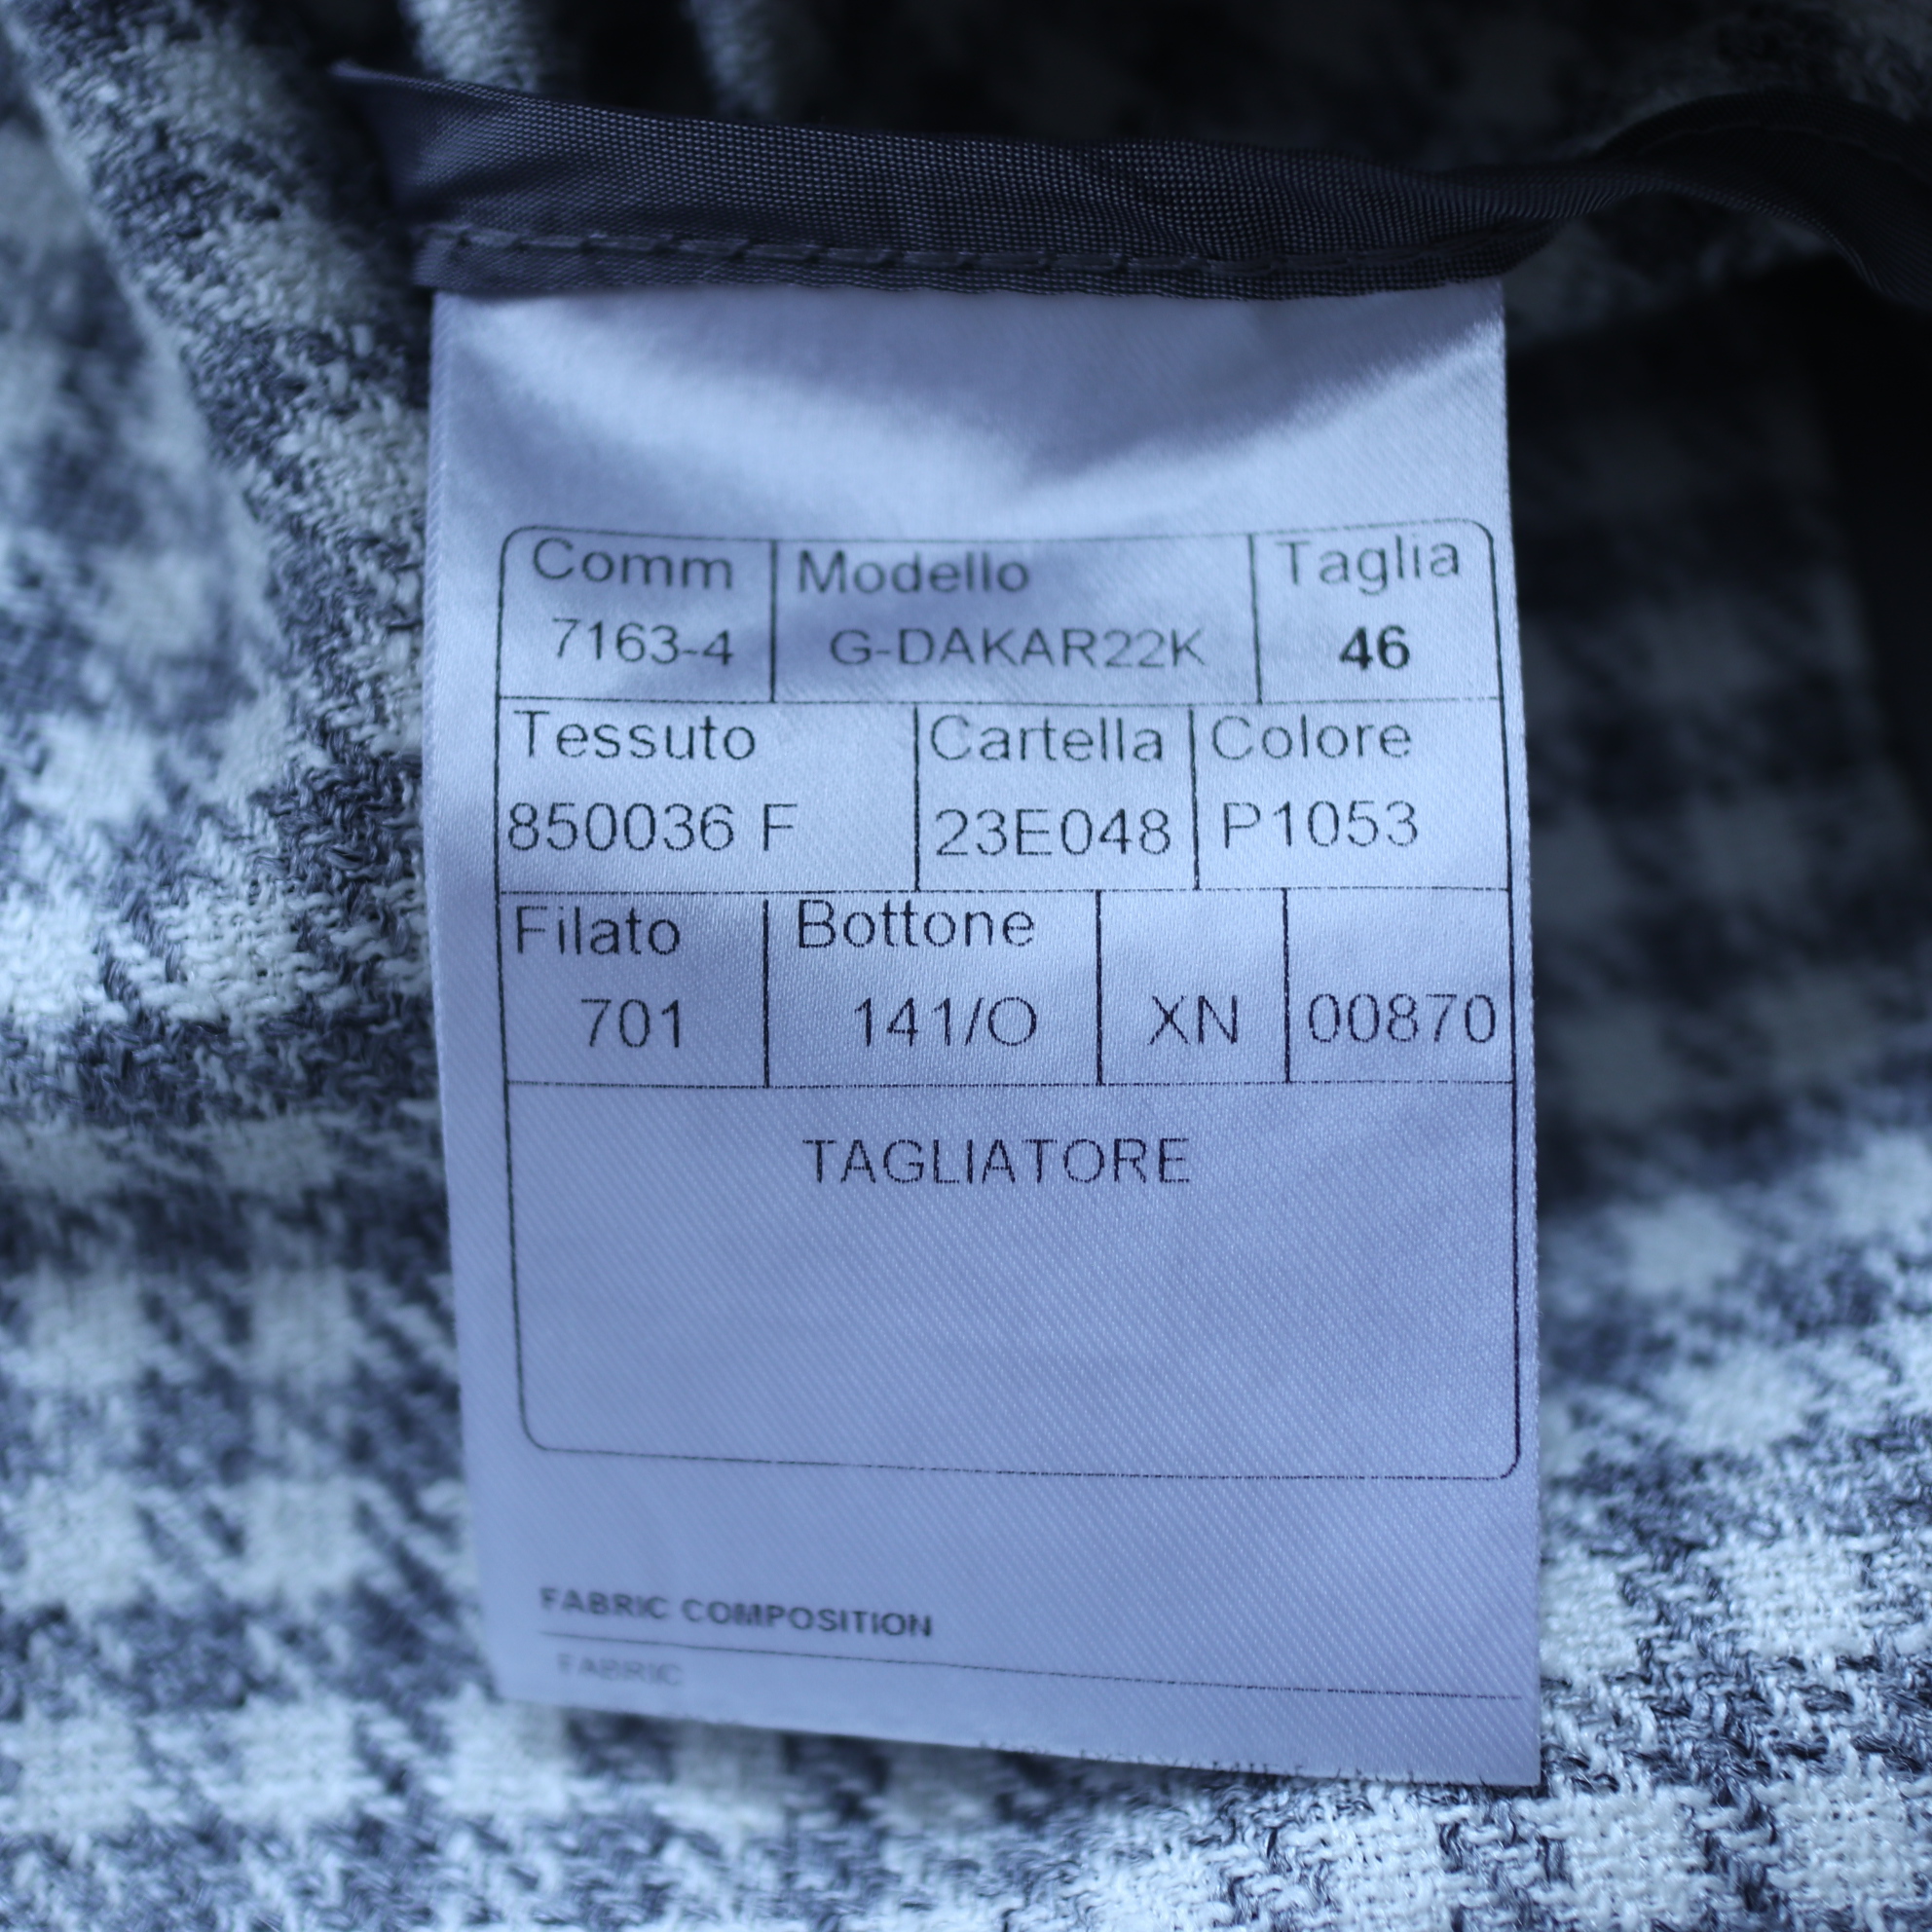 Comm Modello Taglia
7163-4 G-DAKAR22K 46
Tessuto Cartella Colore
850036 F 23E048 P1053
Filato Bottone
701 141/O XN 00870
TAGLIATORE
FABRIC COMPOSITION
FABRIC